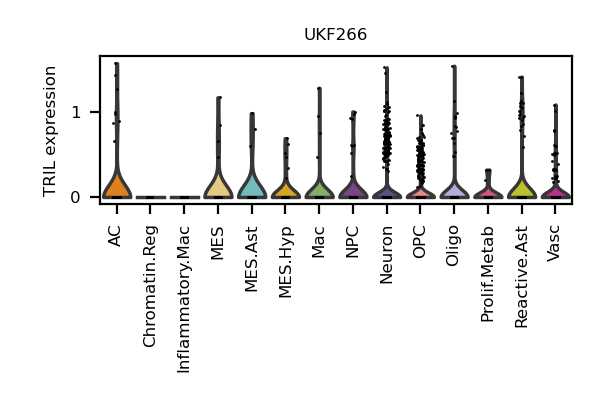 UKF266
TRIL expression
1
0
AC
Chromatin.Reg
Inflammatory.Mac
MES
MES.Ast
MES.Hyp
Mac
NPC
Neuron
OPC
Oligo
Prolif.Metab
Reactive.Ast
Vasc